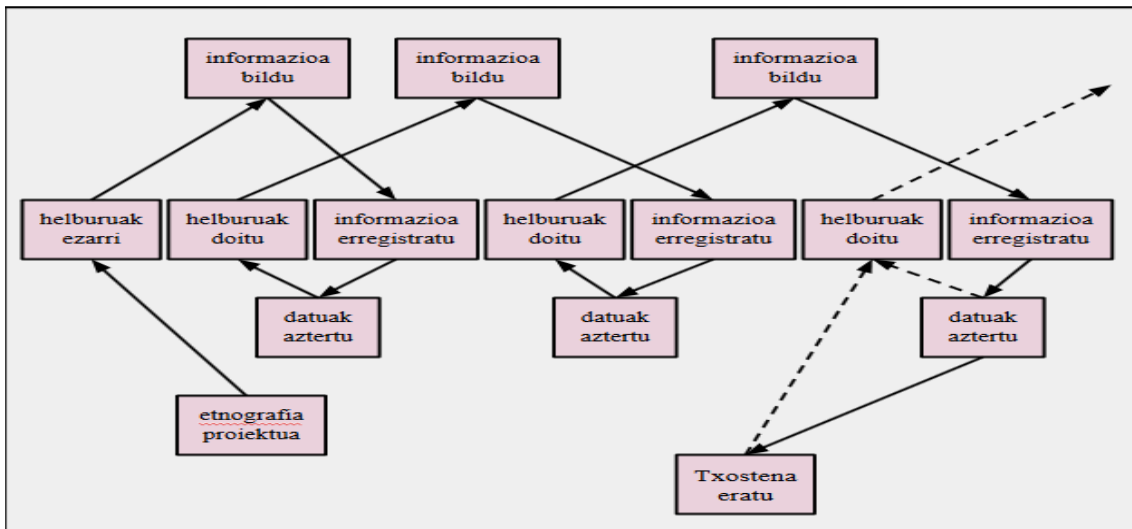 informazioa
bildu
informazioa
bildu
informazioa
bildu
helburuak
ezarri
helburuak
doitu
informazioa
erregistratu
helburuak
doitu
informazioa
erregistratu
helburuak
doitu
informazioa
erregistratu
datuak
aztertu
datuak
aztertu
datuak
aztertu
etnografía
proiektua
Txostena
eratu